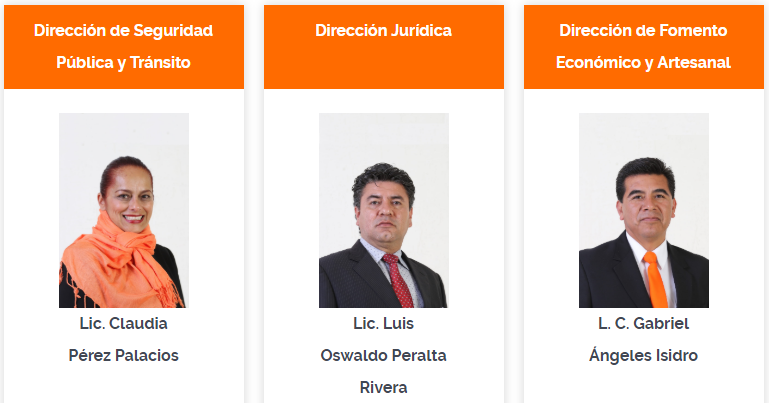 Dirección de Seguridad
Pública y Tránsito
Lic. Claudia
Pérez Palacios
Dirección Jurídica
Lic. Luis
Oswaldo Peralta
Rivera
Dirección de Fomento
Económico y Artesanal
L. C. Gabriel
Ángeles Isidro